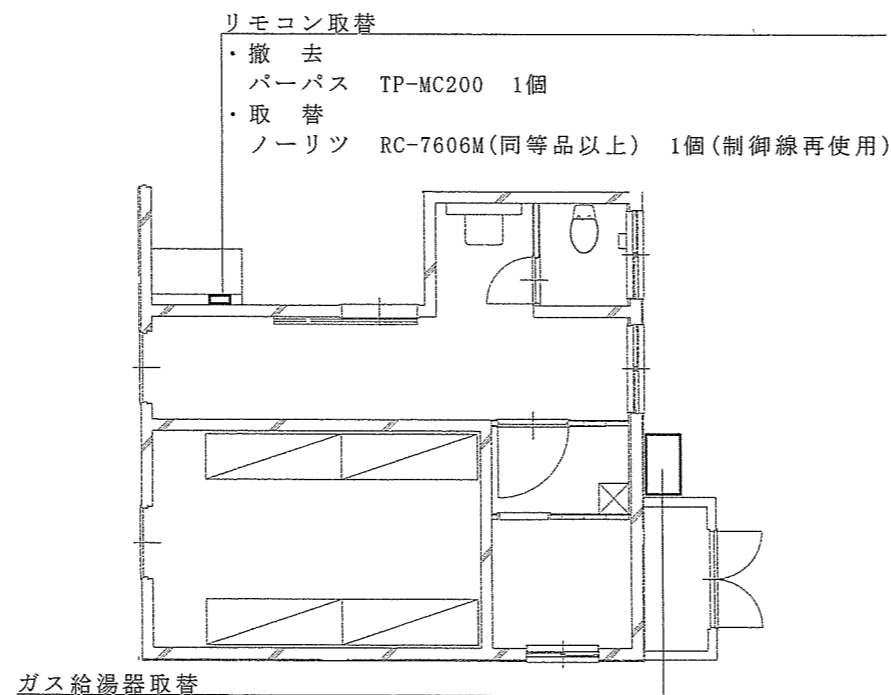 リモコン取替
・撤　去
パーパス　TP-MC200　1個
・取　替
ノーリツ　RC-7606M(同等品以上)　1個(制御線再使用)
ガス給湯器取替